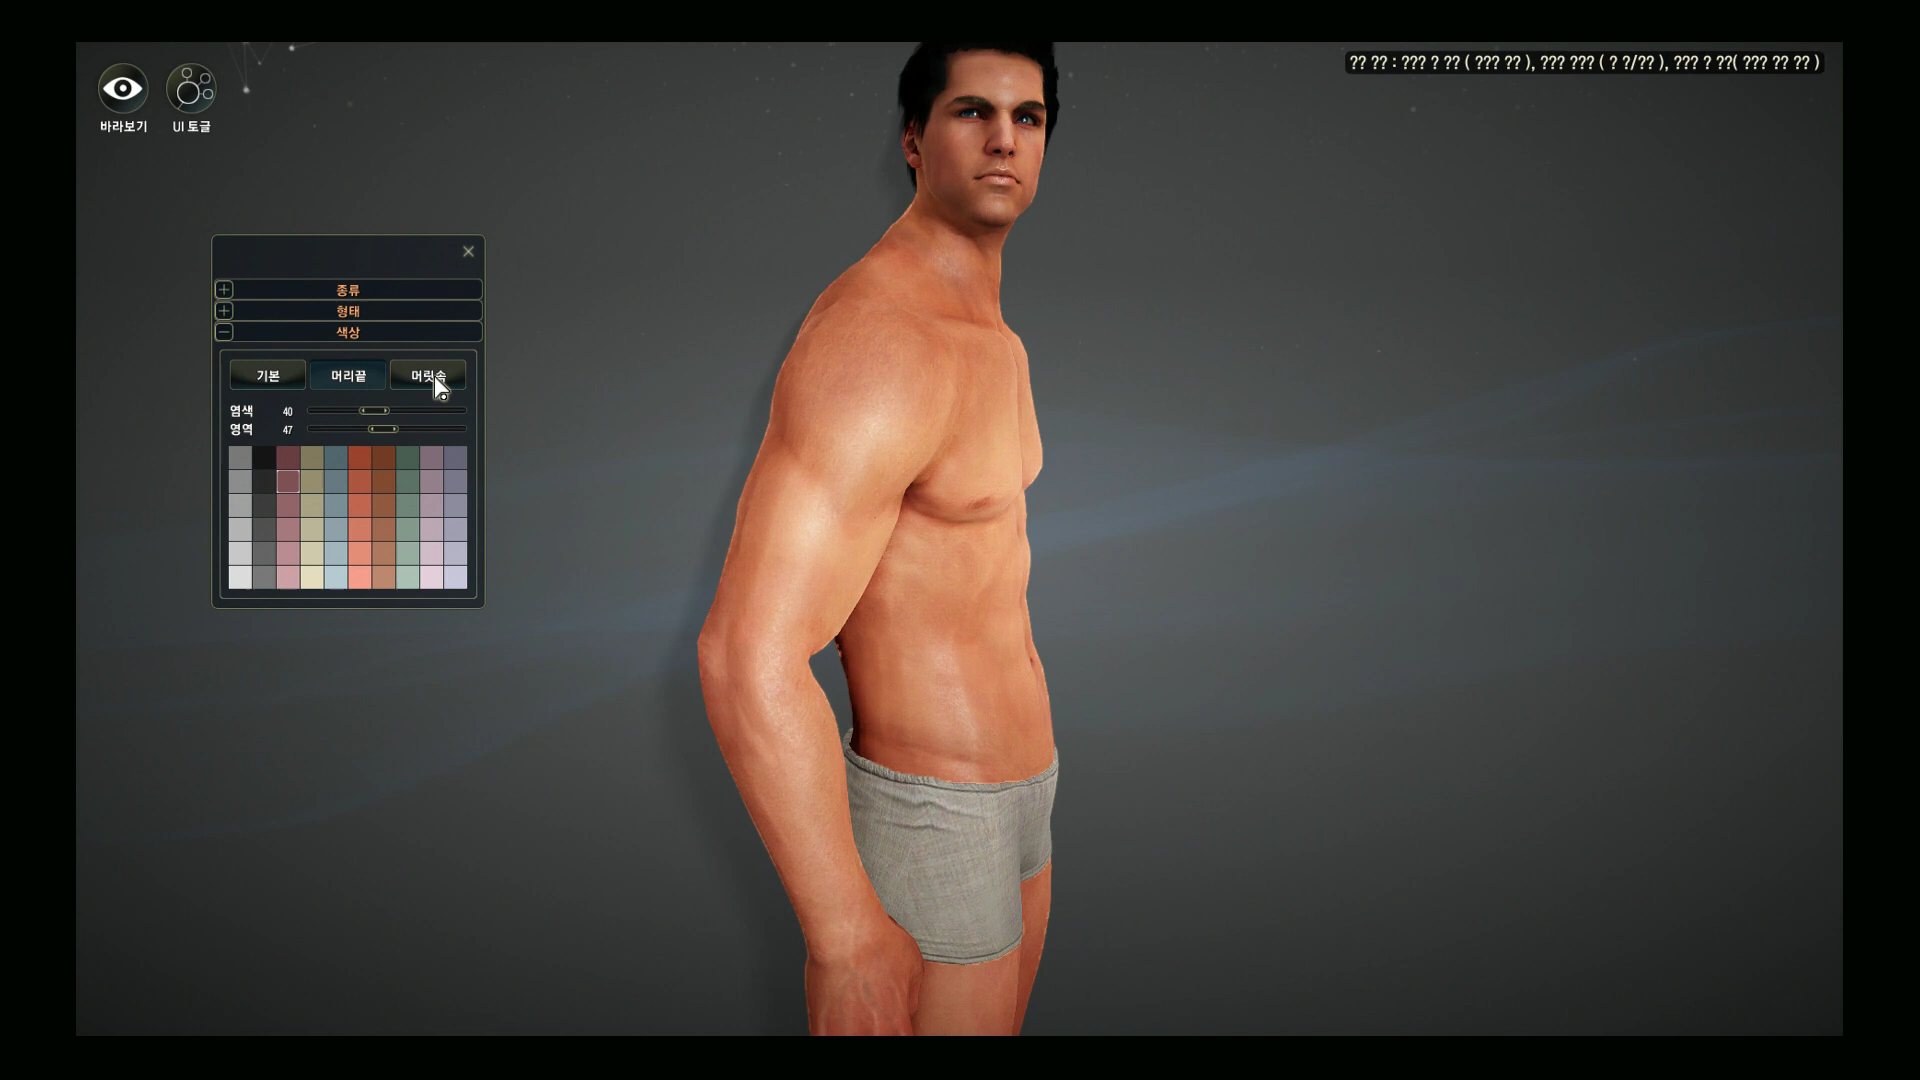 ?? ?? : ??? ? ?? ( ??? ?? ), ??? ??? ( ? ?/?? ), ??? ? ??( ??? ?? ?? )
바라보기 UI 토글
종류
형태
색상
기본 머리끝 머릿속
염색 40
영역 47